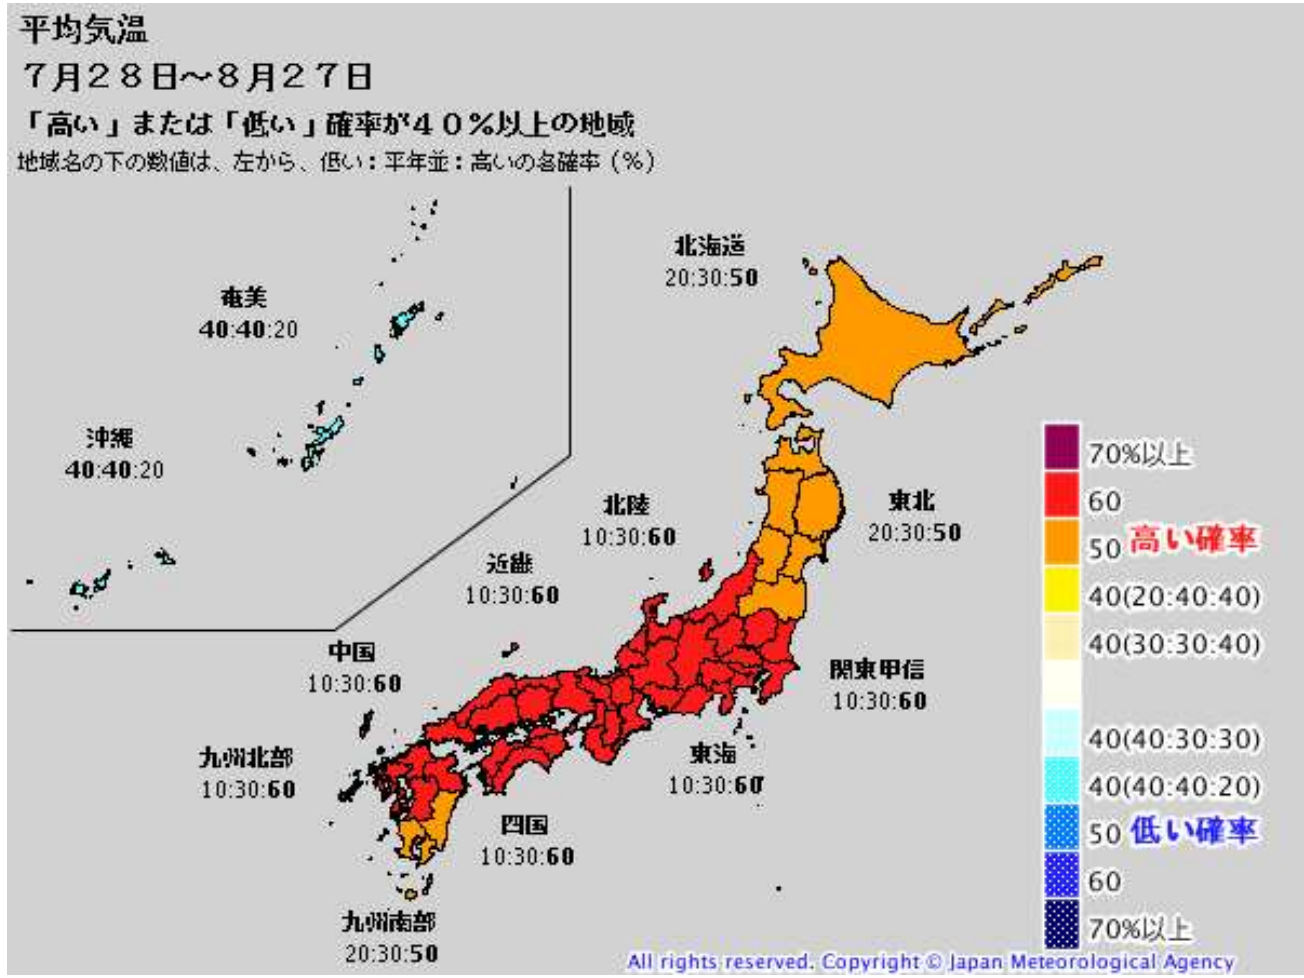 平均気温
７月２８日～８月２７日
「高い」または「低い」確率が４０％以上の地域
地域名の下の数値は、左から、低い：平年並：高いの各確率（％）
北海道
20:30:50
奄美
40:40:20
沖縄
40:40:20
北陸
10:30:60
東北
20:30:50
近畿
10:30:60
中国
10:30:60
関東甲信
10:30:60
九州北部
10:30:60
東海
10:30:60
四国
10:30:60
九州南部
20:30:50
70%以上
60
50 高い確率
40(20:40:40)
40(30:30:40)
40(40:30:30)
40(40:40:20)
50 低い確率
60
70%以上
All rights reserved. Copyright © Japan Meteorological Agency